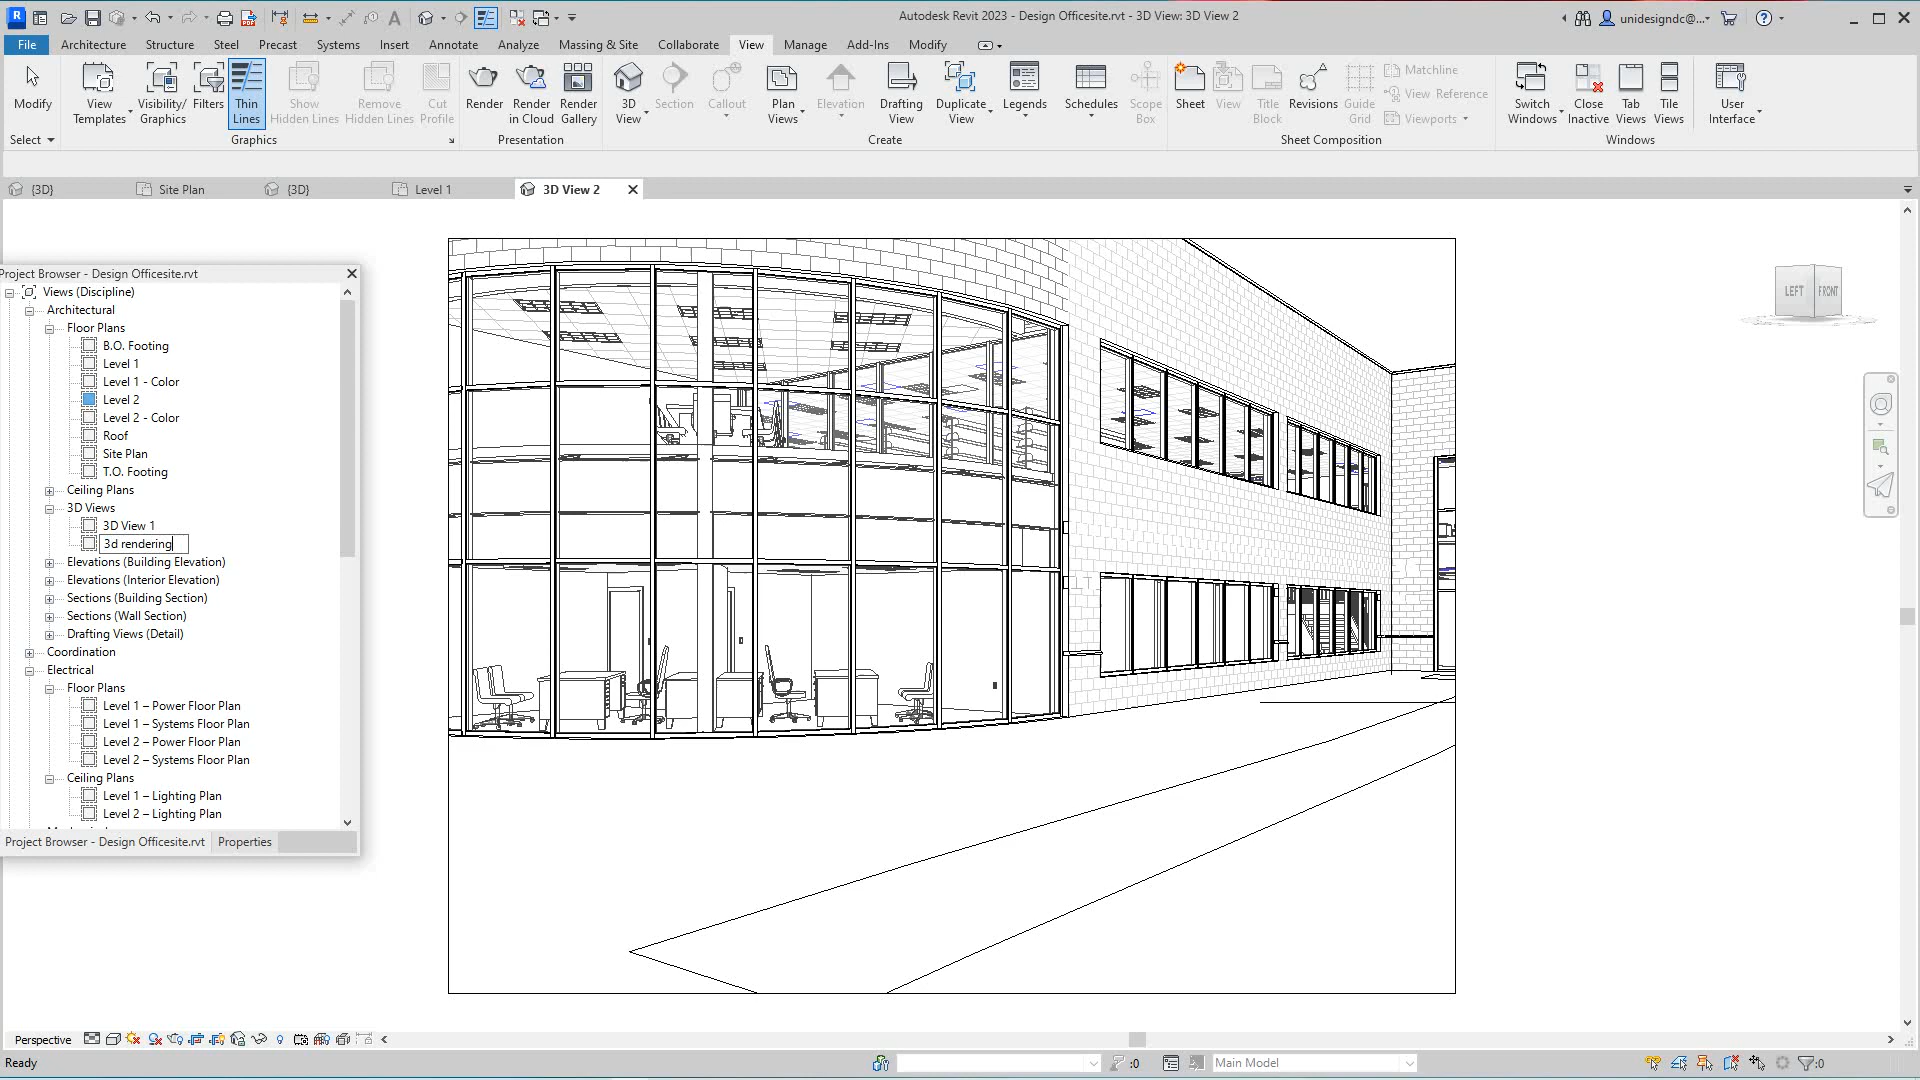 Autodesk Revit 2023 - Design Officesite.rvt - 3D View: 3D View 2
unidesigndc@...
File Architecture Structure Steel Precast Systems Insert Annotate Analyze Massing & Site Collaborate View Manage Add-Ins Modify
Modify
View Templates
Visibility/ Graphics
Filters
Thin Lines
Show Hidden Lines
Remove Hidden Lines
Cut Profile
Render
Render in Cloud
Render Gallery
3D View
Section
Callout
Plan Views
Elevation
Drafting View
Duplicate View
Legends
Schedules
Scope Box
Sheet
View
Title Block
Revisions
Guide Grid
Matchline
View Reference
Viewports
Switch Windows
Close Inactive
Tab Views
Tile Views
User Interface
Select Graphics Presentation Create Sheet Composition Windows
{3D} Site Plan {3D} Level 1 3D View 2
LEFT FRONT
Project Browser - Design Officesite.rvt
Views (Discipline)
Architectural
Floor Plans
B.O. Footing
Level 1
Level 1 - Color
Level 2
Level 2 - Color
Roof
Site Plan
T.O. Footing
Ceiling Plans
3D Views
3D View 1
3d rendering
Elevations (Building Elevation)
Elevations (Interior Elevation)
Sections (Building Section)
Sections (Wall Section)
Drafting Views (Detail)
Coordination
Electrical
Floor Plans
Level 1 – Power Floor Plan
Level 1 – Systems Floor Plan
Level 2 – Power Floor Plan
Level 2 – Systems Floor Plan
Ceiling Plans
Level 1 – Lighting Plan
Level 2 – Lighting Plan
Project Browser - Design Officesite.rvt Properties
Perspective
Ready
:0
Main Model
:0